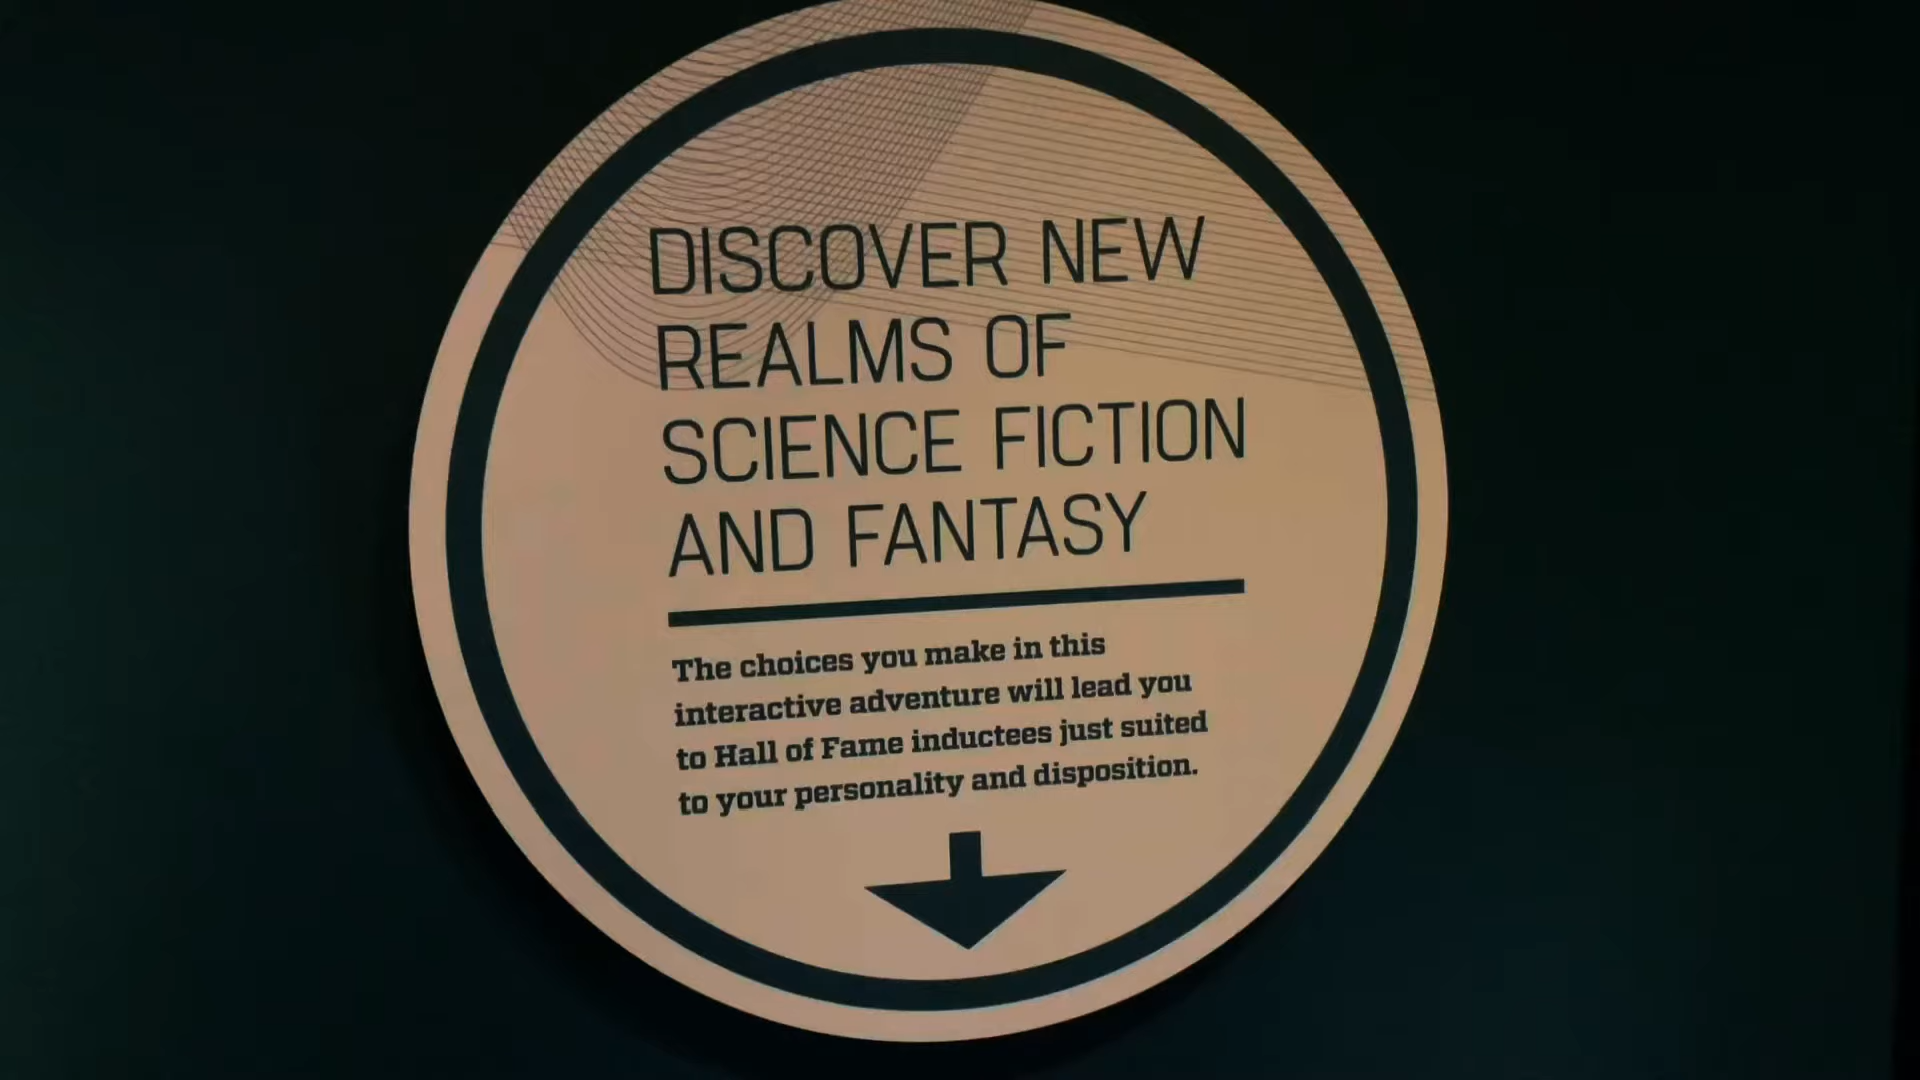 DISCOVER NEW
REALMS OF
SCIENCE FICTION
AND FANTASY
The choices you make in this
interactive adventure will lead you
to Hall of Fame inductees just suited
to your personality and disposition.